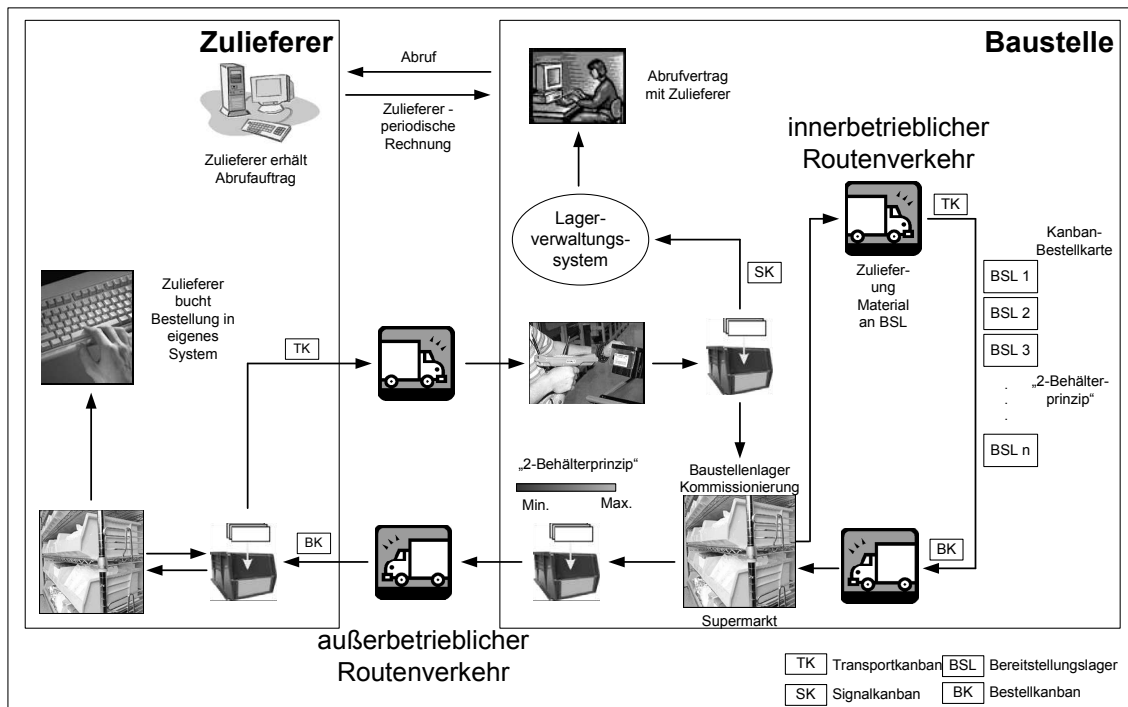 Zulieferer
Baustelle
Abruf
Zulieferer -
periodische
Rechnung
Zulieferer erhält
Abrufauftrag
Abrufvertrag
mit Zulieferer
innerbetrieblicher
Routenverkehr
Lager-
verwaltungs-
system
TK
Kanban-
Bestellkarte
SK
Zuliefer-
ung
Material
an BSL
BSL 1
BSL 2
BSL 3
.
.
.
„2-Behälter-
prinzip“
BSL n
Zulieferer
bucht
Bestellung in
eigenes
System
TK
„2-Behälterprinzip“
Min.
Max.
Baustellenlager
Kommissionierung
BK
BK
Supermarkt
außerbetrieblicher
Routenverkehr
TK Transportkanban
BSL Bereitstellungslager
SK Signalkanban
BK Bestellkanban